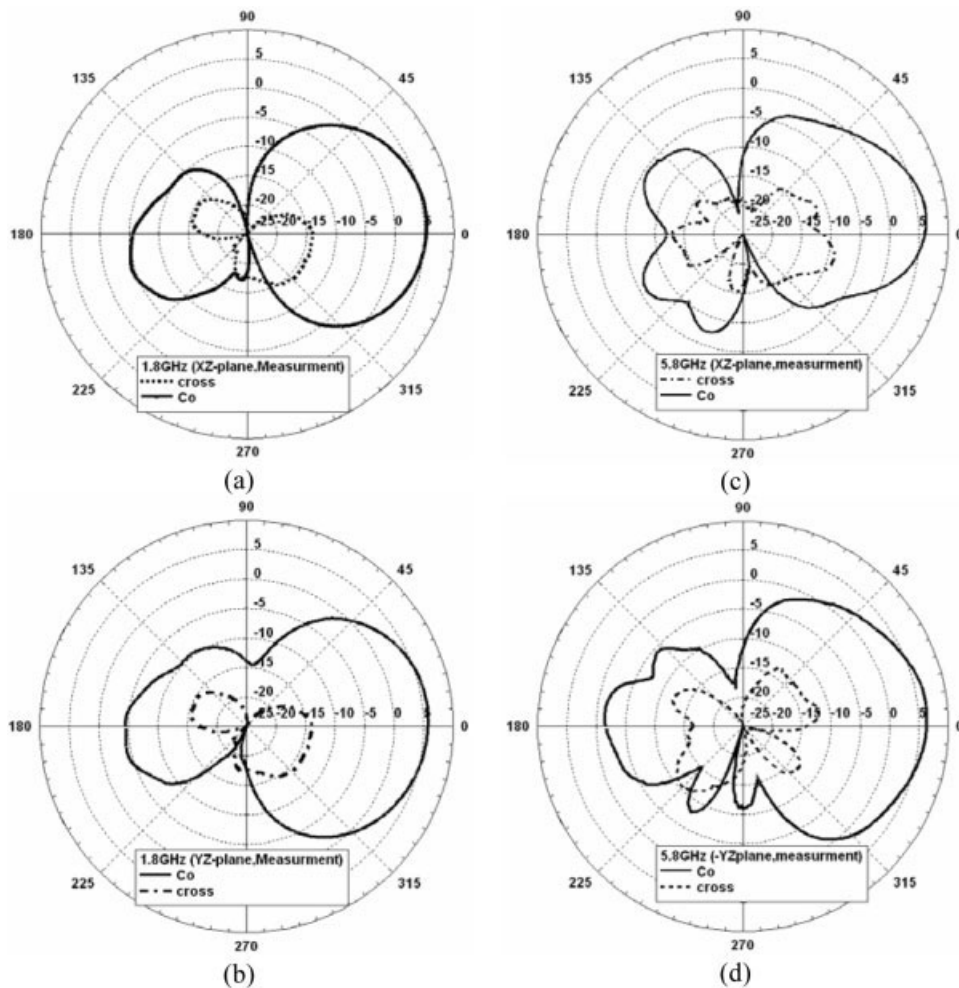 90
135
45
5
0
-5
-10
-15
-20
180
-25 -20 -15 -10 -5 0 5
0
1.8GHz (XZ-plane,Measurment)
cross
Co
225
315
270
(a)
90
135
45
5
0
-5
-10
-15
-20
180
-25 -20 -15 -10 -5 0 5
0
5.8GHz (XZ-plane,measurment)
cross
Co
225
315
270
(c)
90
135
45
5
0
-5
-10
-15
-20
180
-25 -20 -15 -10 -5 0 5
0
1.8GHz (YZ-plane,Measurment)
Co
cross
225
315
270
(b)
90
135
45
5
0
-5
-10
-15
-20
180
-25 -20 -15 -10 -5 0 5
0
5.8GHz (-YZplane,measurment)
Co
cross
225
315
270
(d)